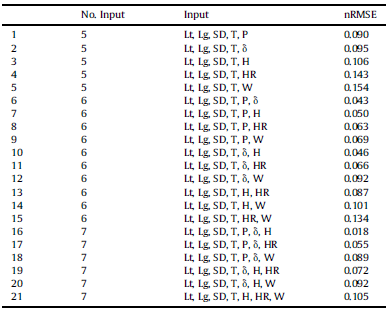 No. Input Input nRMSE
1 5 Lt, Lg, SD, T, P 0.090
2 5 Lt, Lg, SD, T, δ 0.095
3 5 Lt, Lg, SD, T, H 0.106
4 5 Lt, Lg, SD, T, HR 0.143
5 5 Lt, Lg, SD, T, W 0.154
6 6 Lt, Lg, SD, T, P, δ 0.043
7 6 Lt, Lg, SD, T, P, H 0.050
8 6 Lt, Lg, SD, T, P, HR 0.063
9 6 Lt, Lg, SD, T, P, W 0.069
10 6 Lt, Lg, SD, T, δ, H 0.046
11 6 Lt, Lg, SD, T, δ, HR 0.066
12 6 Lt, Lg, SD, T, δ, W 0.092
13 6 Lt, Lg, SD, T, H, HR 0.087
14 6 Lt, Lg, SD, T, H, W 0.101
15 6 Lt, Lg, SD, T, HR, W 0.134
16 7 Lt, Lg, SD, T, P, δ, H 0.018
17 7 Lt, Lg, SD, T, P, δ, HR 0.055
18 7 Lt, Lg, SD, T, P, δ, W 0.089
19 7 Lt, Lg, SD, T, δ, H, HR 0.072
20 7 Lt, Lg, SD, T, δ, H, W 0.092
21 7 Lt, Lg, SD, T, H, HR, W 0.105